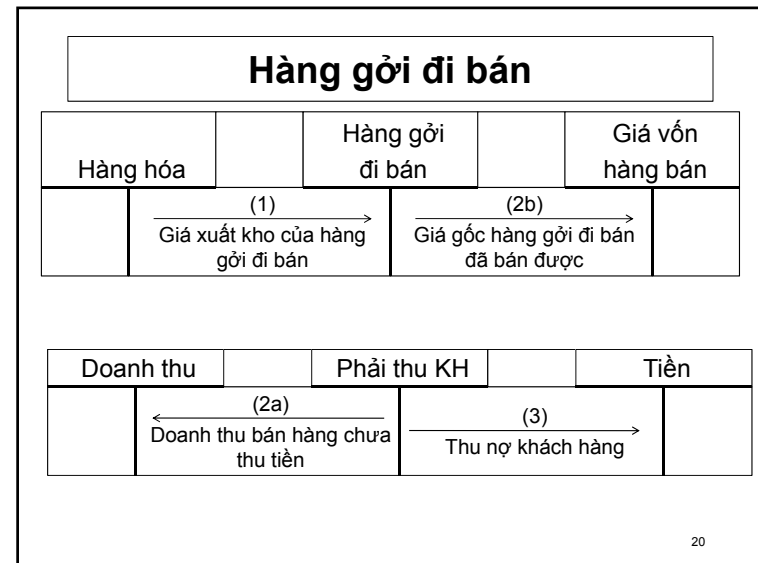 Hàng gởi đi bán
Hàng hóa
Hàng gởi
đi bán
Giá vốn
hàng bán
(1)
Giá xuất kho của hàng
gởi đi bán
(2b)
Giá gốc hàng gởi đi bán
đã bán được
Doanh thu
Phải thu KH
Tiền
(2a)
Doanh thu bán hàng chưa
thu tiền
(3)
Thu nợ khách hàng
20